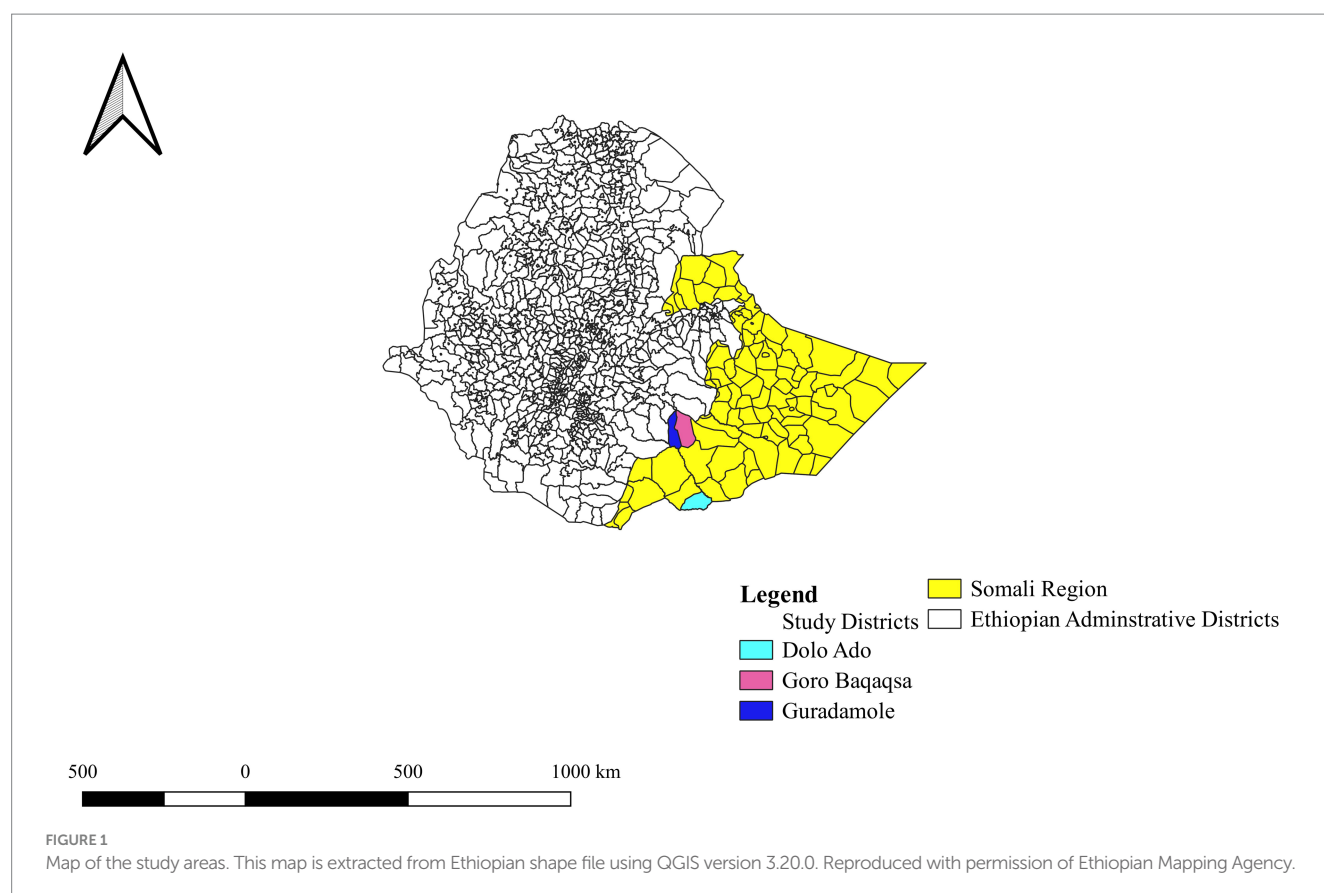 Legend
Study Districts
Dolo Ado
Goro Baqaqsa
Guradamole
Somali Region
Ethiopian Adminstrative Districts
500 0 500 1000 km
FIGURE 1
Map of the study areas. This map is extracted from Ethiopian shape file using QGIS version 3.20.0. Reproduced with permission of Ethiopian Mapping Agency.